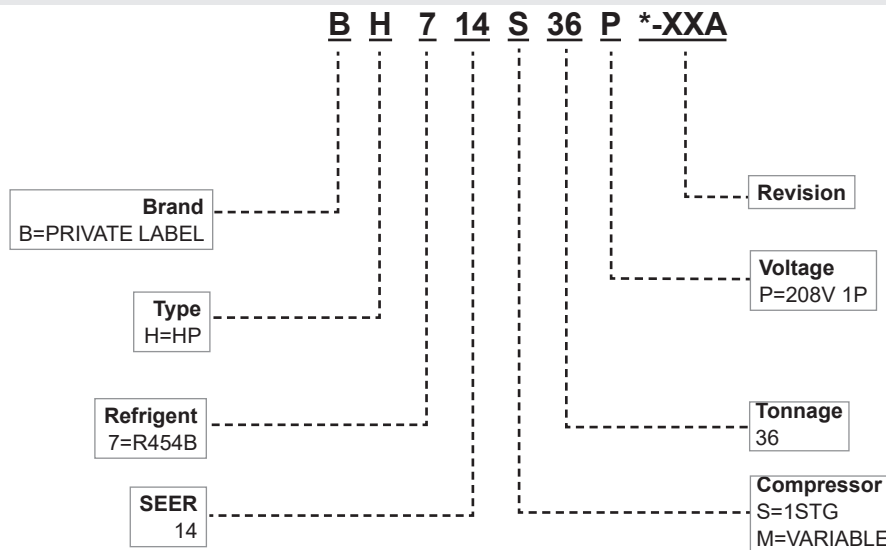 B H 7 14 S 36 P *-XXA
Brand
B=PRIVATE LABEL
Type
H=HP
Refrigent
7=R454B
SEER
14
Revision
Voltage
P=208V 1P
Tonnage
36
Compressor
S=1STG
M=VARIABLE